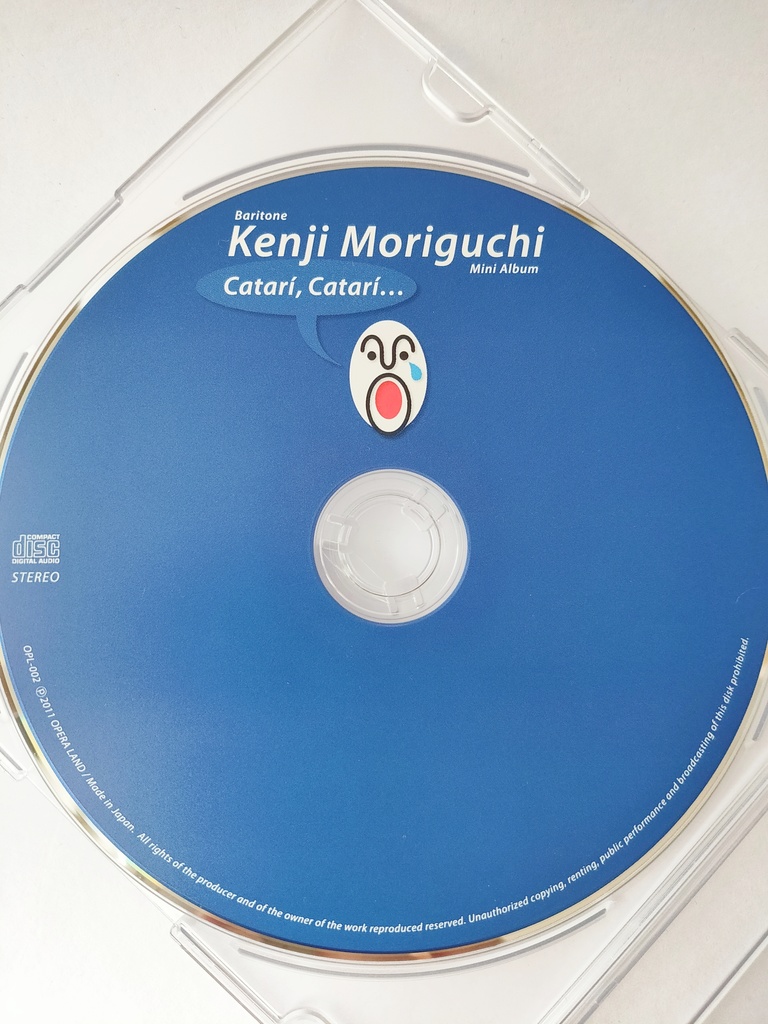 Baritone
Kenji Moriguchi
Mini Album
Catarí, Catarí...
COMPACT
disc
DIGITAL AUDIO
STEREO
OPL-002 ℗2011 OPERA LAND / Made in Japan. All rights of the producer and of the owner of the work reproduced reserved. Unauthorized copying, renting, public performance and broadcasting of this disk prohibited.